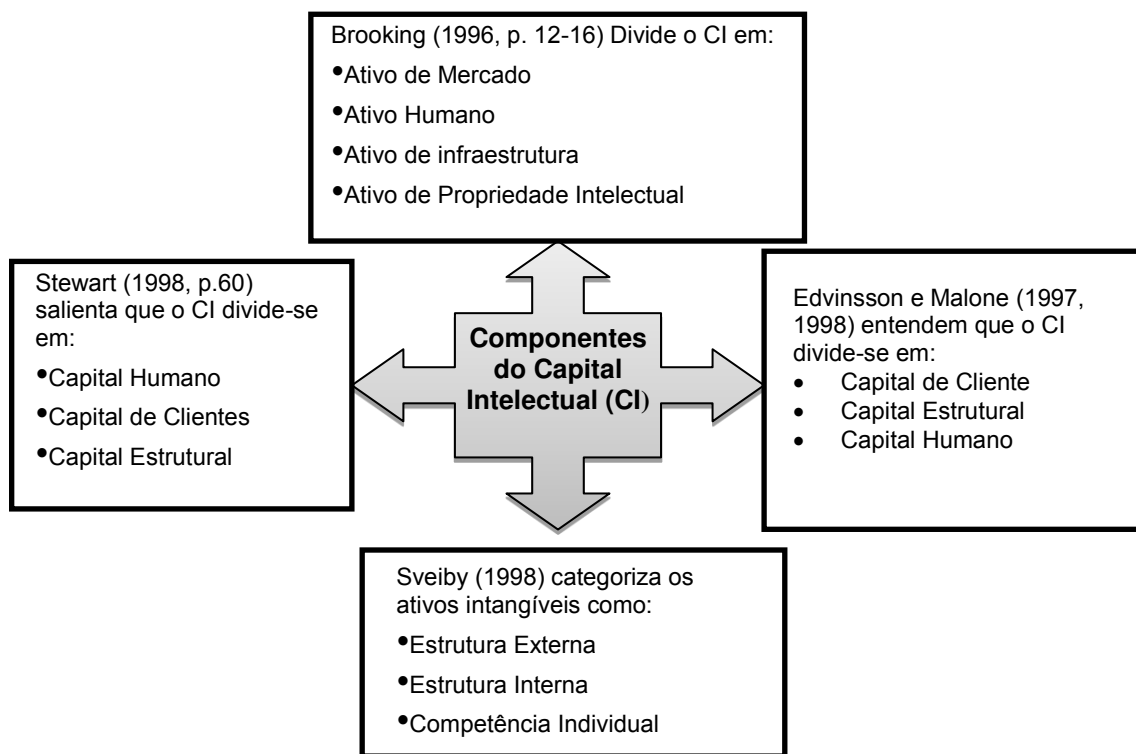 Brooking (1996, p. 12-16) Divide o CI em:
•Ativo de Mercado
•Ativo Humano
•Ativo de infraestrutura
•Ativo de Propriedade Intelectual
Stewart (1998, p.60)
salienta que o CI divide-se
em:
•Capital Humano
•Capital de Clientes
•Capital Estrutural
Componentes
do Capital
Intelectual (CI)
Edvinsson e Malone (1997,
1998) entendem que o CI
divide-se em:
• Capital de Cliente
• Capital Estrutural
• Capital Humano
Sveiby (1998) categoriza os
ativos intangíveis como:
•Estrutura Externa
•Estrutura Interna
•Competência Individual